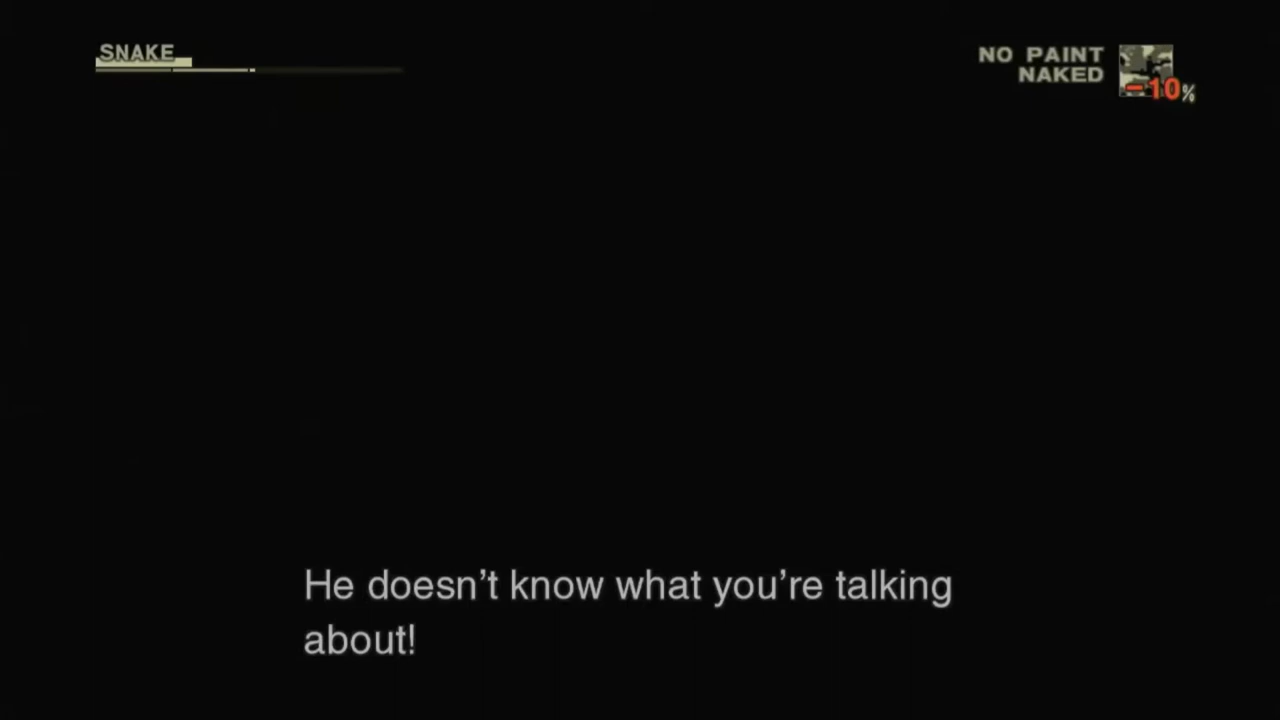 SNAKE
NO PAINT
NAKED
-10%
He doesn't know what you're talking
about!